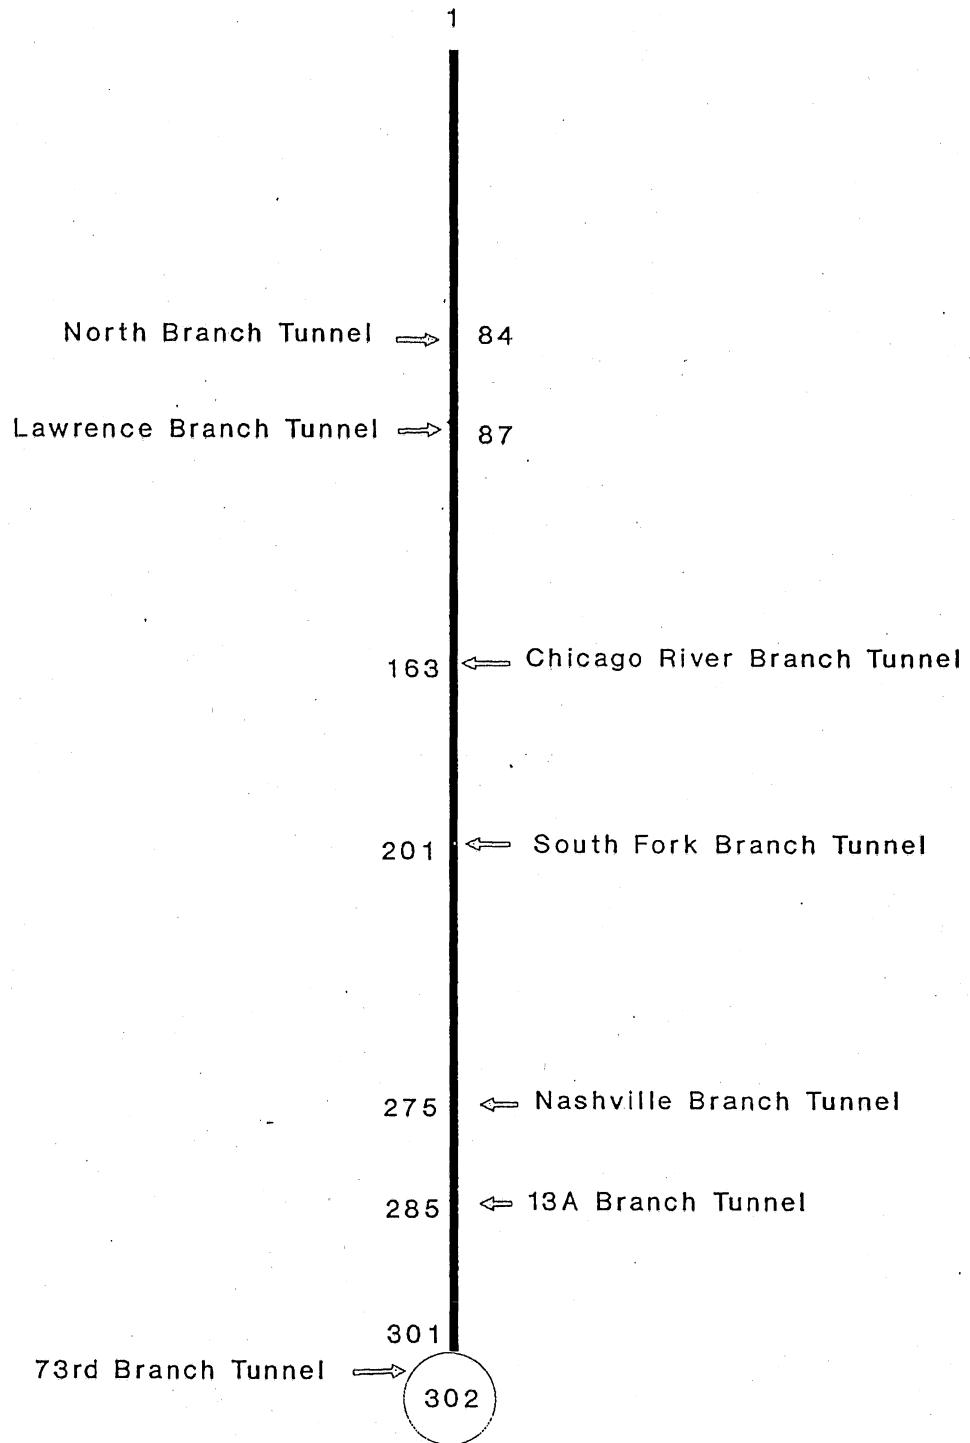 1
North Branch Tunnel 84
Lawrence Branch Tunnel 87
163 Chicago River Branch Tunnel
201 South Fork Branch Tunnel
275 Nashville Branch Tunnel
285 13A Branch Tunnel
301
73rd Branch Tunnel
302